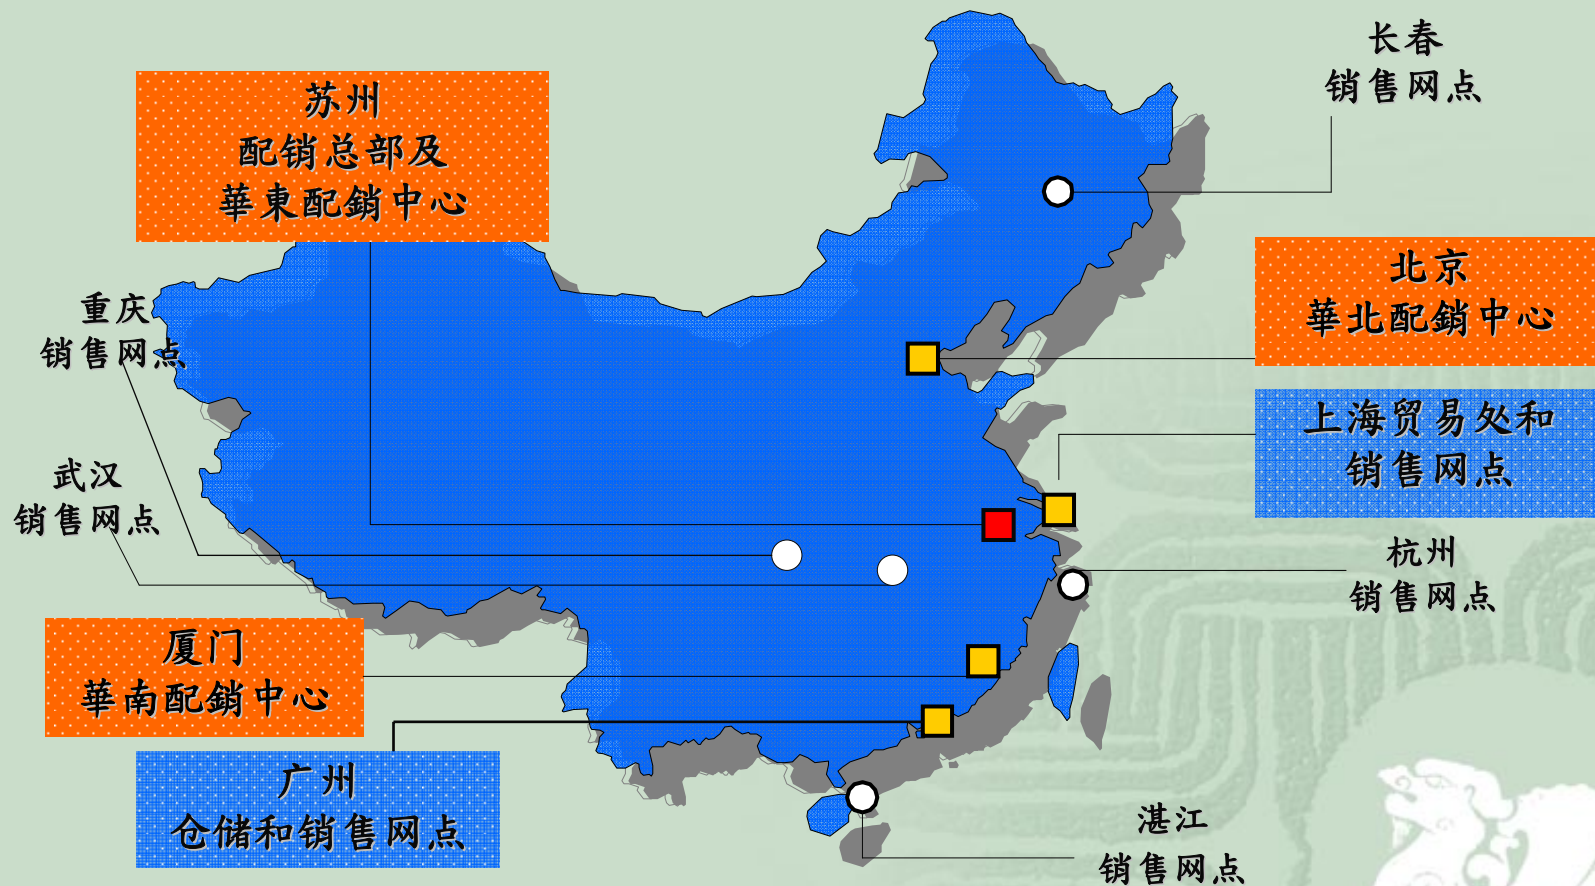 长春
销售网点
苏州
配销总部及
華東配銷中心
北京
華北配銷中心
重庆
销售网点
上海贸易处和
销售网点
武汉
销售网点
杭州
销售网点
厦门
華南配銷中心
广州
仓储和销售网点
湛江
销售网点